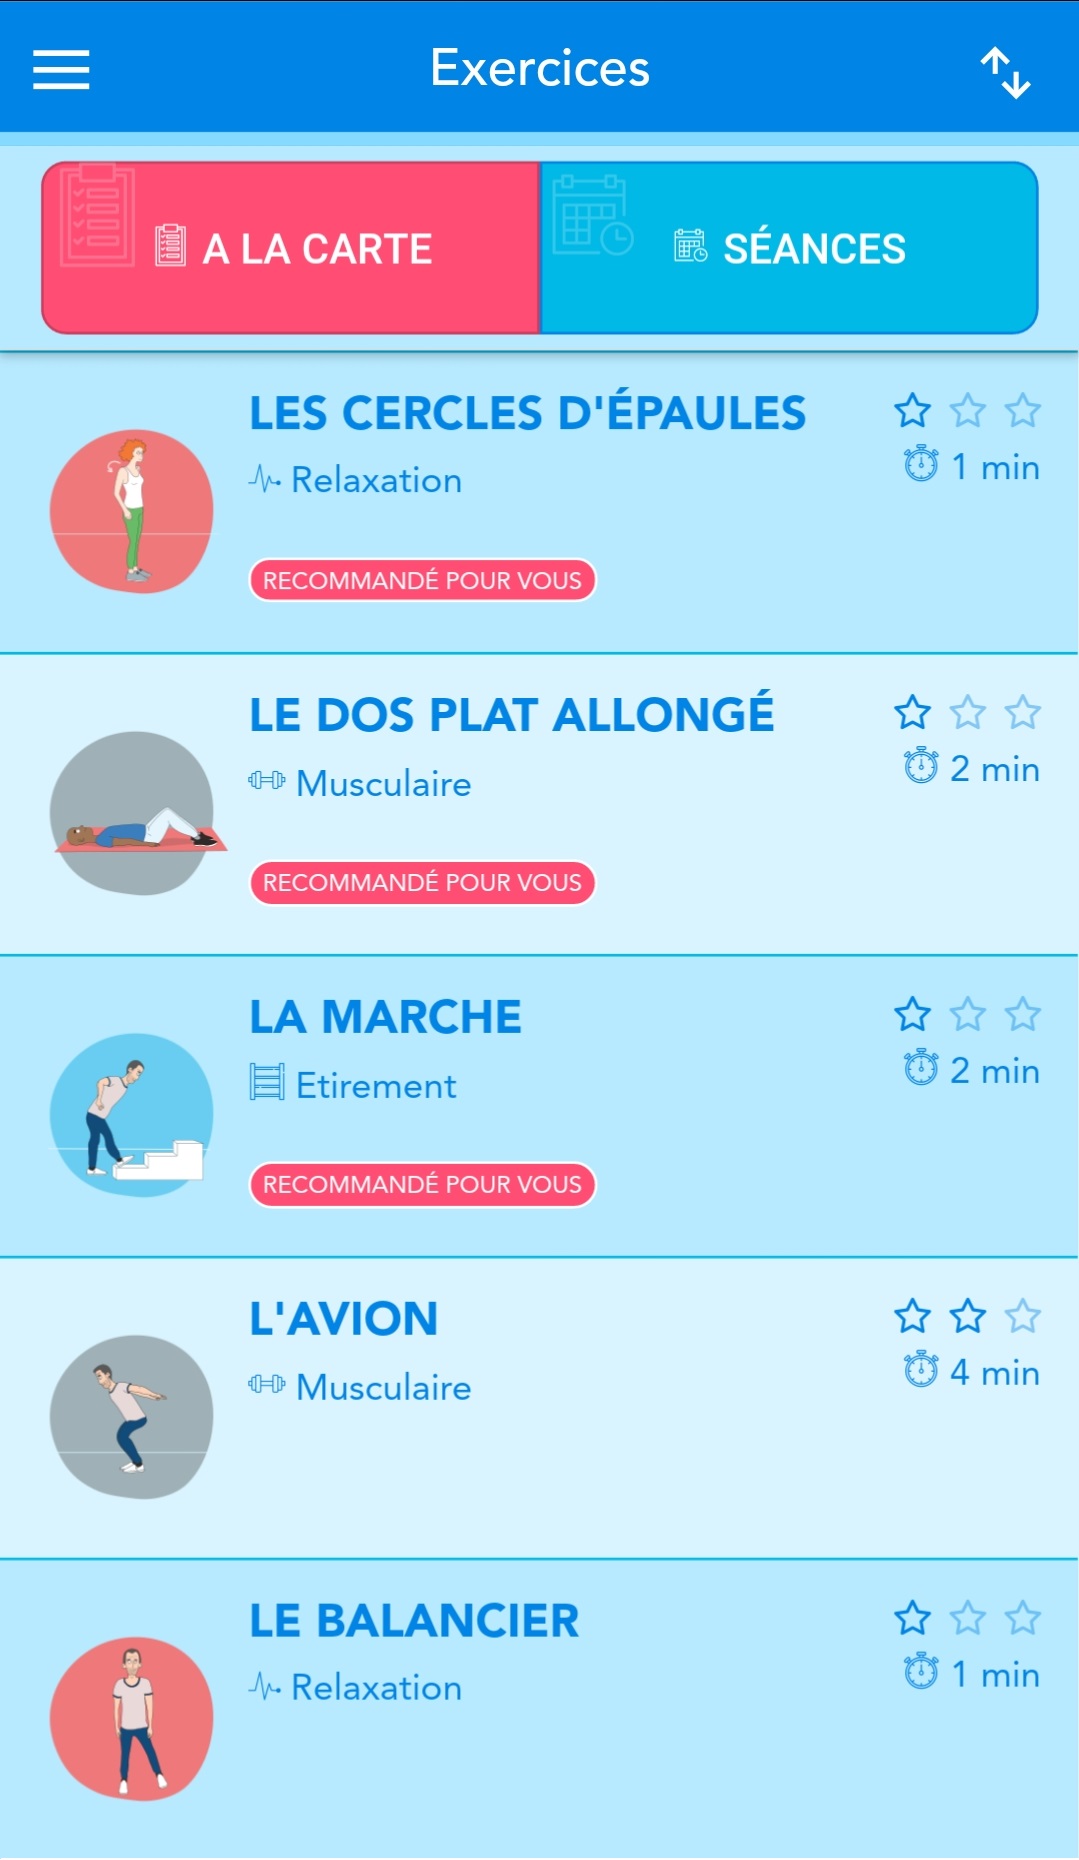 Exercices
A LA CARTE
SÉANCES
LES CERCLES D'ÉPAULES
Relaxation
1 min
RECOMMANDÉ POUR VOUS
LE DOS PLAT ALLONGÉ
Musculaire
2 min
RECOMMANDÉ POUR VOUS
LA MARCHE
Etirement
2 min
RECOMMANDÉ POUR VOUS
L'AVION
Musculaire
4 min
LE BALANCIER
Relaxation
1 min